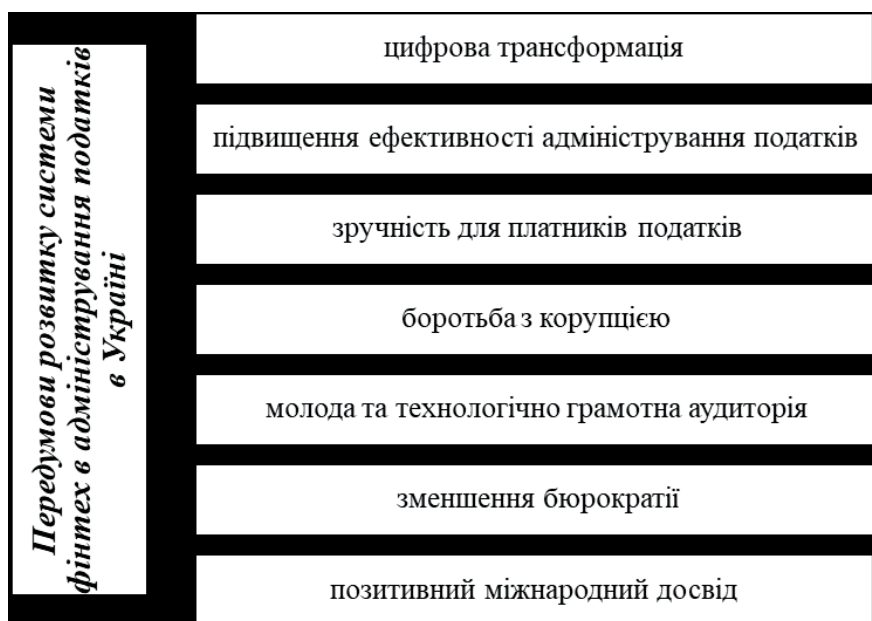 Передумови розвитку системи
фінтех в адміністрування податків
в Україні
цифрова трансформація
підвищення ефективності адміністрування податків
зручність для платників податків
боротьба з корупцією
молода та технологічно грамотна аудиторія
зменшення бюрократії
позитивний міжнародний досвід